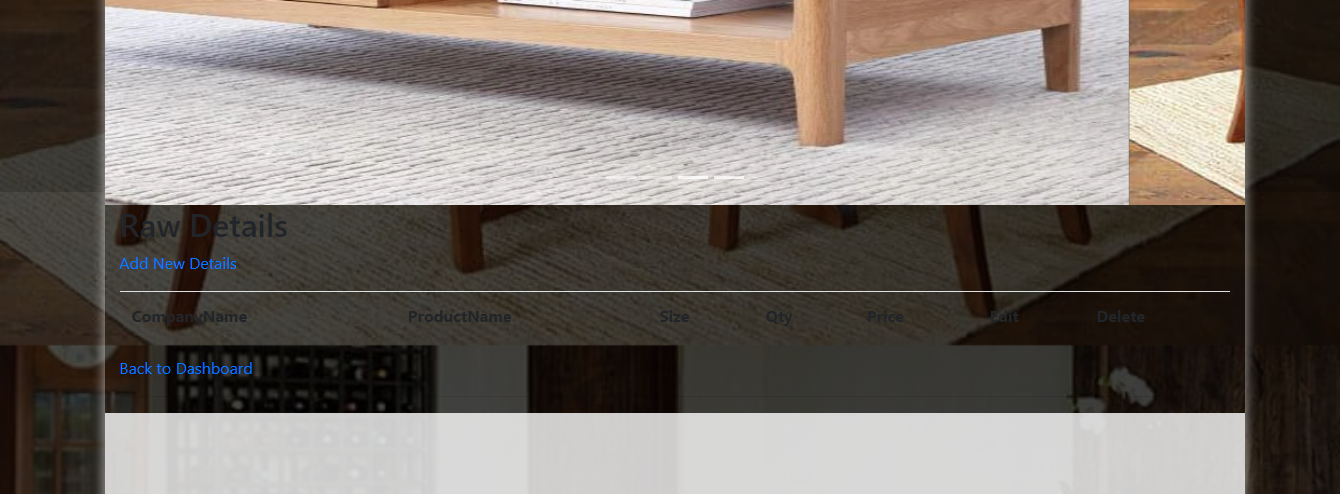 Raw Details
Add New Details
CompanyName ProductName Size Qty Price Edit Delete
Back to Dashboard